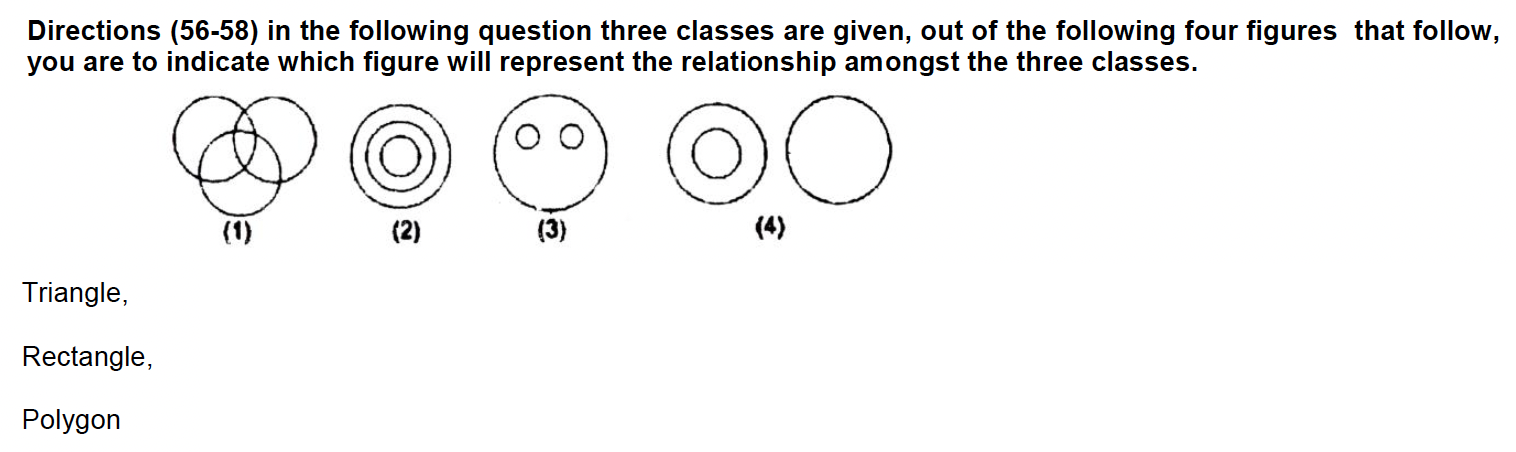 Directions (56-58) in the following question three classes are given, out of the following four figures that follow,
you are to indicate which figure will represent the relationship amongst the three classes.
(1) (2) (3) (4)
Triangle,
Rectangle,
Polygon